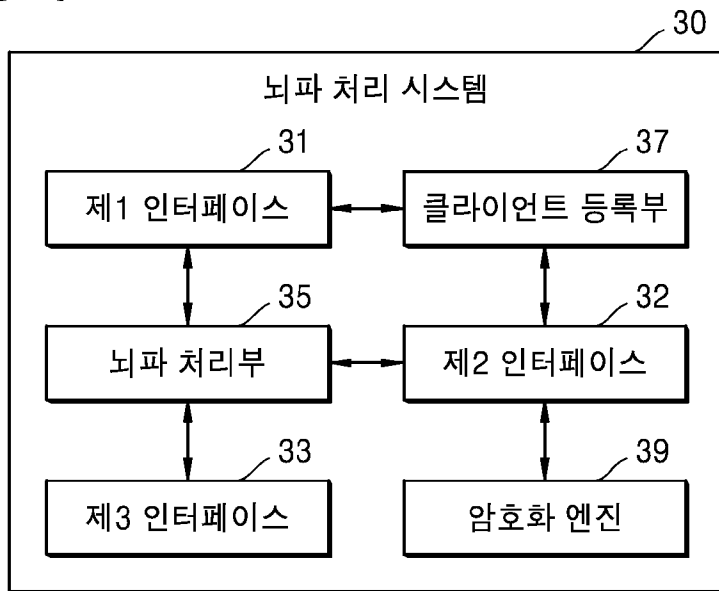 30
뇌파 처리 시스템
31
37
제1 인터페이스
클라이언트 등록부
35
32
뇌파 처리부
제2 인터페이스
33
39
제3 인터페이스
암호화 엔진